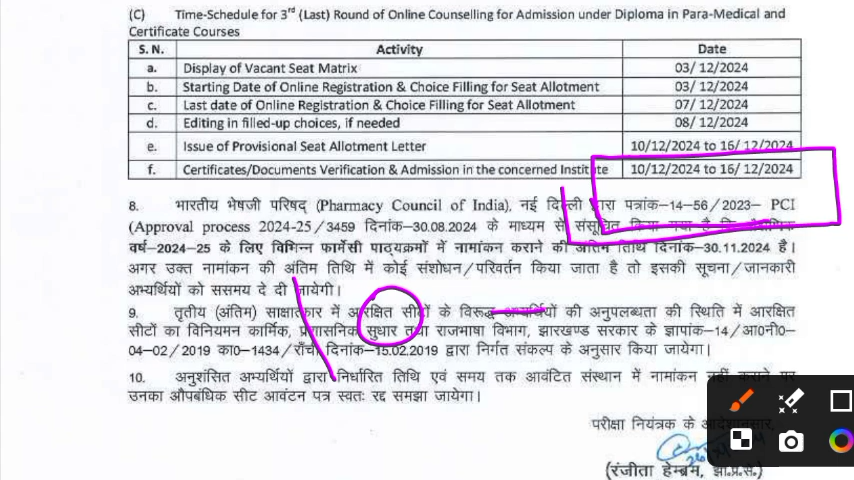 (C) Time-Schedule for 3rd (Last) Round of Online Counselling for Admission under Diploma in Para-Medical and
Certificate Courses
S. N. Activity Date
a. Display of Vacant Seat Matrix 03/ 12/2024
b. Starting Date of Online Registration & Choice Filling for Seat Allotment 03/ 12/2024
c. Last date of Online Registration & Choice Filling for Seat Allotment 07/ 12/2024
d. Editing in filled-up choices, if needed 08/ 12/2024
e. Issue of Provisional Seat Allotment Letter 10/12/2024 to 16/ 12/2024
f. Certificates/Documents Verification & Admission in the concerned Institute 10/12/2024 to 16/ 12/2024
8. भारतीय भेषजी परिषद् (Pharmacy Council of India), नई दिल्ली द्वारा पत्रांक–14–56/2023– PCI
(Approval process 2024-25/3459 दिनांक–30.08.2024 के माध्यम से संसूचित किया गया है कि शैक्षणिक
वर्ष–2024–25 के लिए विभिन्न फार्मेसी पाठ्यक्रमों में नामांकन कराने की अंतिम तिथि दिनांक–30.11.2024 है।
अगर उक्त नामांकन की अंतिम तिथि में कोई संशोधन/परिवर्तन किया जाता है तो इसकी सूचना/जानकारी
अभ्यर्थियों को ससमय दे दी जायेगी।
9. तृतीय (अंतिम) साक्षात्कार में आरक्षित सीटों के विरूद्ध अभ्यर्थियों की अनुपलब्धता की स्थिति में आरक्षित
सीटों का विनियमन कार्मिक, प्रशासनिक सुधार तथा राजभाषा विभाग, झारखण्ड सरकार के ज्ञापांक–14/आ0नी0–
04–02/2019 का0–1434/राँची, दिनांक–15.02.2019 द्वारा निर्गत संकल्प के अनुसार किया जायेगा।
10. अनुशंसित अभ्यर्थियों द्वारा निर्धारित तिथि एवं समय तक आवंटित संस्थान में नामांकन नहीं कराने पर
उनका औपबंधिक सीट आवंटन पत्र स्वतः रद्द समझा जायेगा।
परीक्षा नियंत्रक के आदेशानुसार,
(रंजीता हेम्ब्रम, झा.प्र.से.)